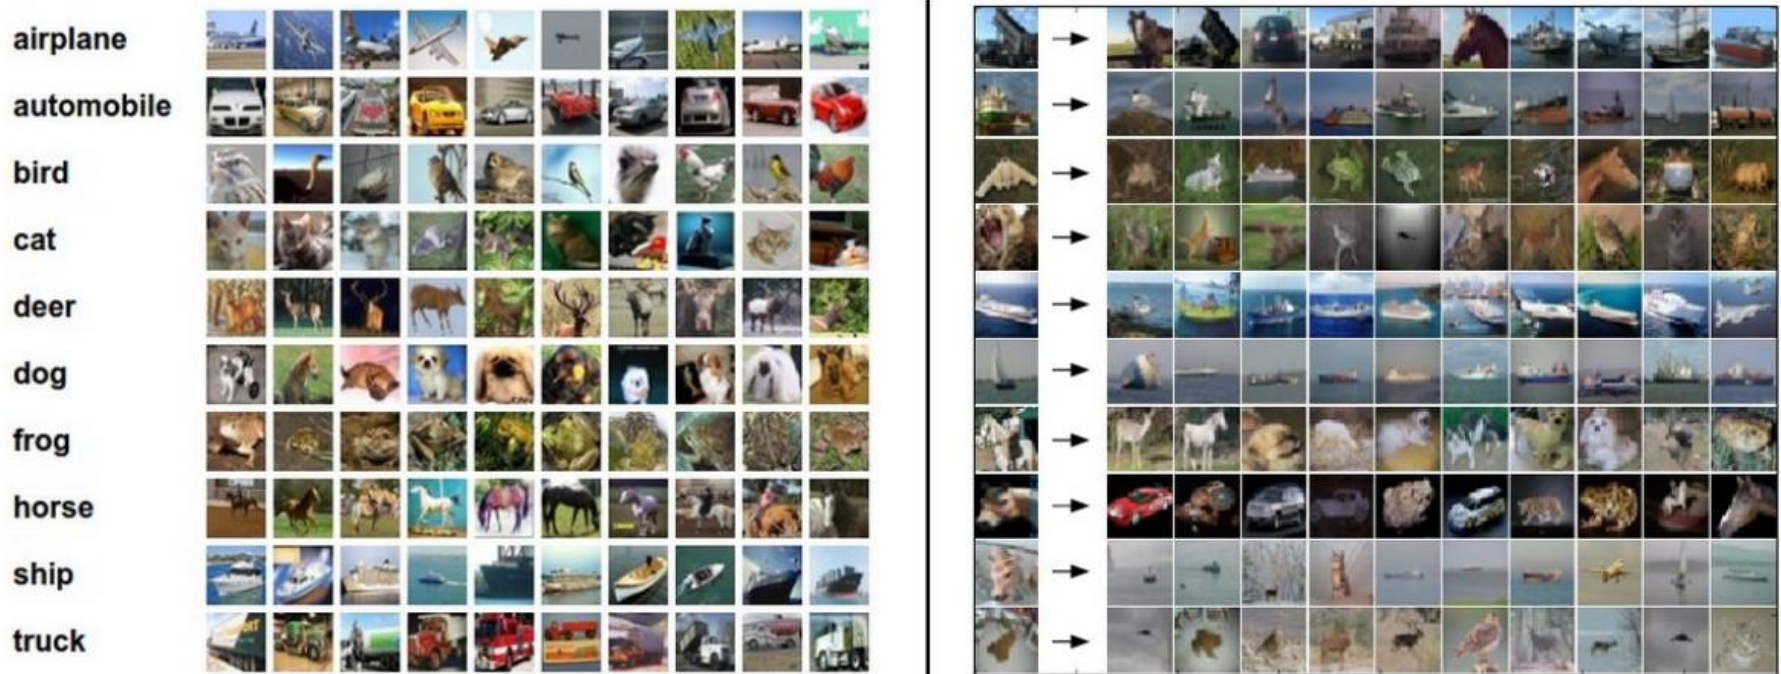 airplane
automobile
bird
cat
deer
dog
frog
horse
ship
truck